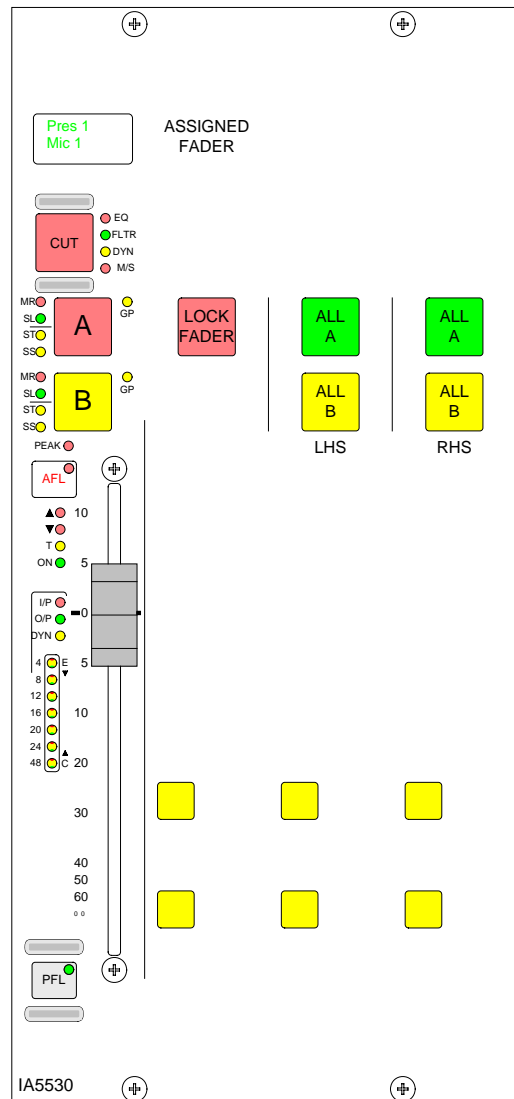 Pres 1
Mic 1
ASSIGNED
FADER
CUT
EQ
FLTR
DYN
M/S
MR
SL
ST
SS
A
GP
LOCK
FADER
ALL
A
ALL
A
MR
SL
ST
SS
B
GP
ALL
B
ALL
B
LHS
RHS
PEAK
AFL
10
T
ON
5
I/P
O/P
DYN
0
4 E
5
8
12
16
10
20
24
48 C
20
30
40
50
60
0 0
PFL
IA5530